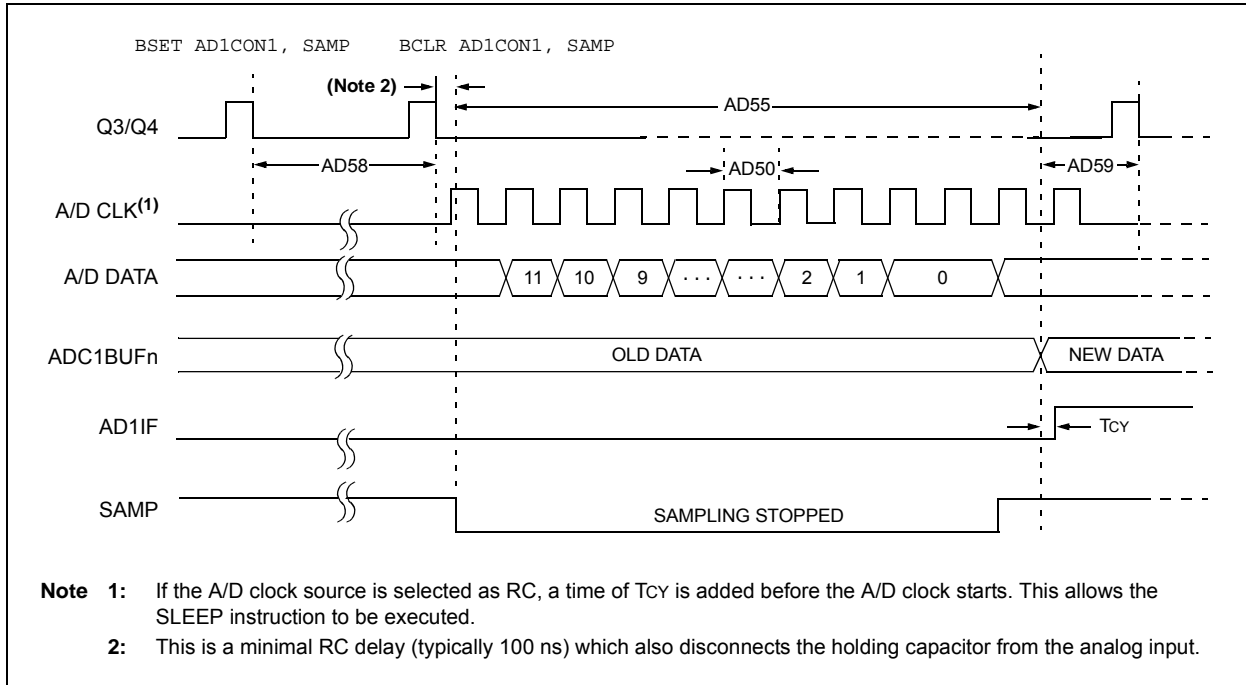 BSET AD1CON1, SAMP BCLR AD1CON1, SAMP
(Note 2)
AD55
Q3/Q4
AD58
AD50
AD59
A/D CLK(1)
A/D DATA
11 10 9 · · · · · · 2 1 0
ADC1BUFn
OLD DATA
NEW DATA
AD1IF
TCY
SAMP
SAMPLING STOPPED
Note 1: If the A/D clock source is selected as RC, a time of TCY is added before the A/D clock starts. This allows the
SLEEP instruction to be executed.
2: This is a minimal RC delay (typically 100 ns) which also disconnects the holding capacitor from the analog input.